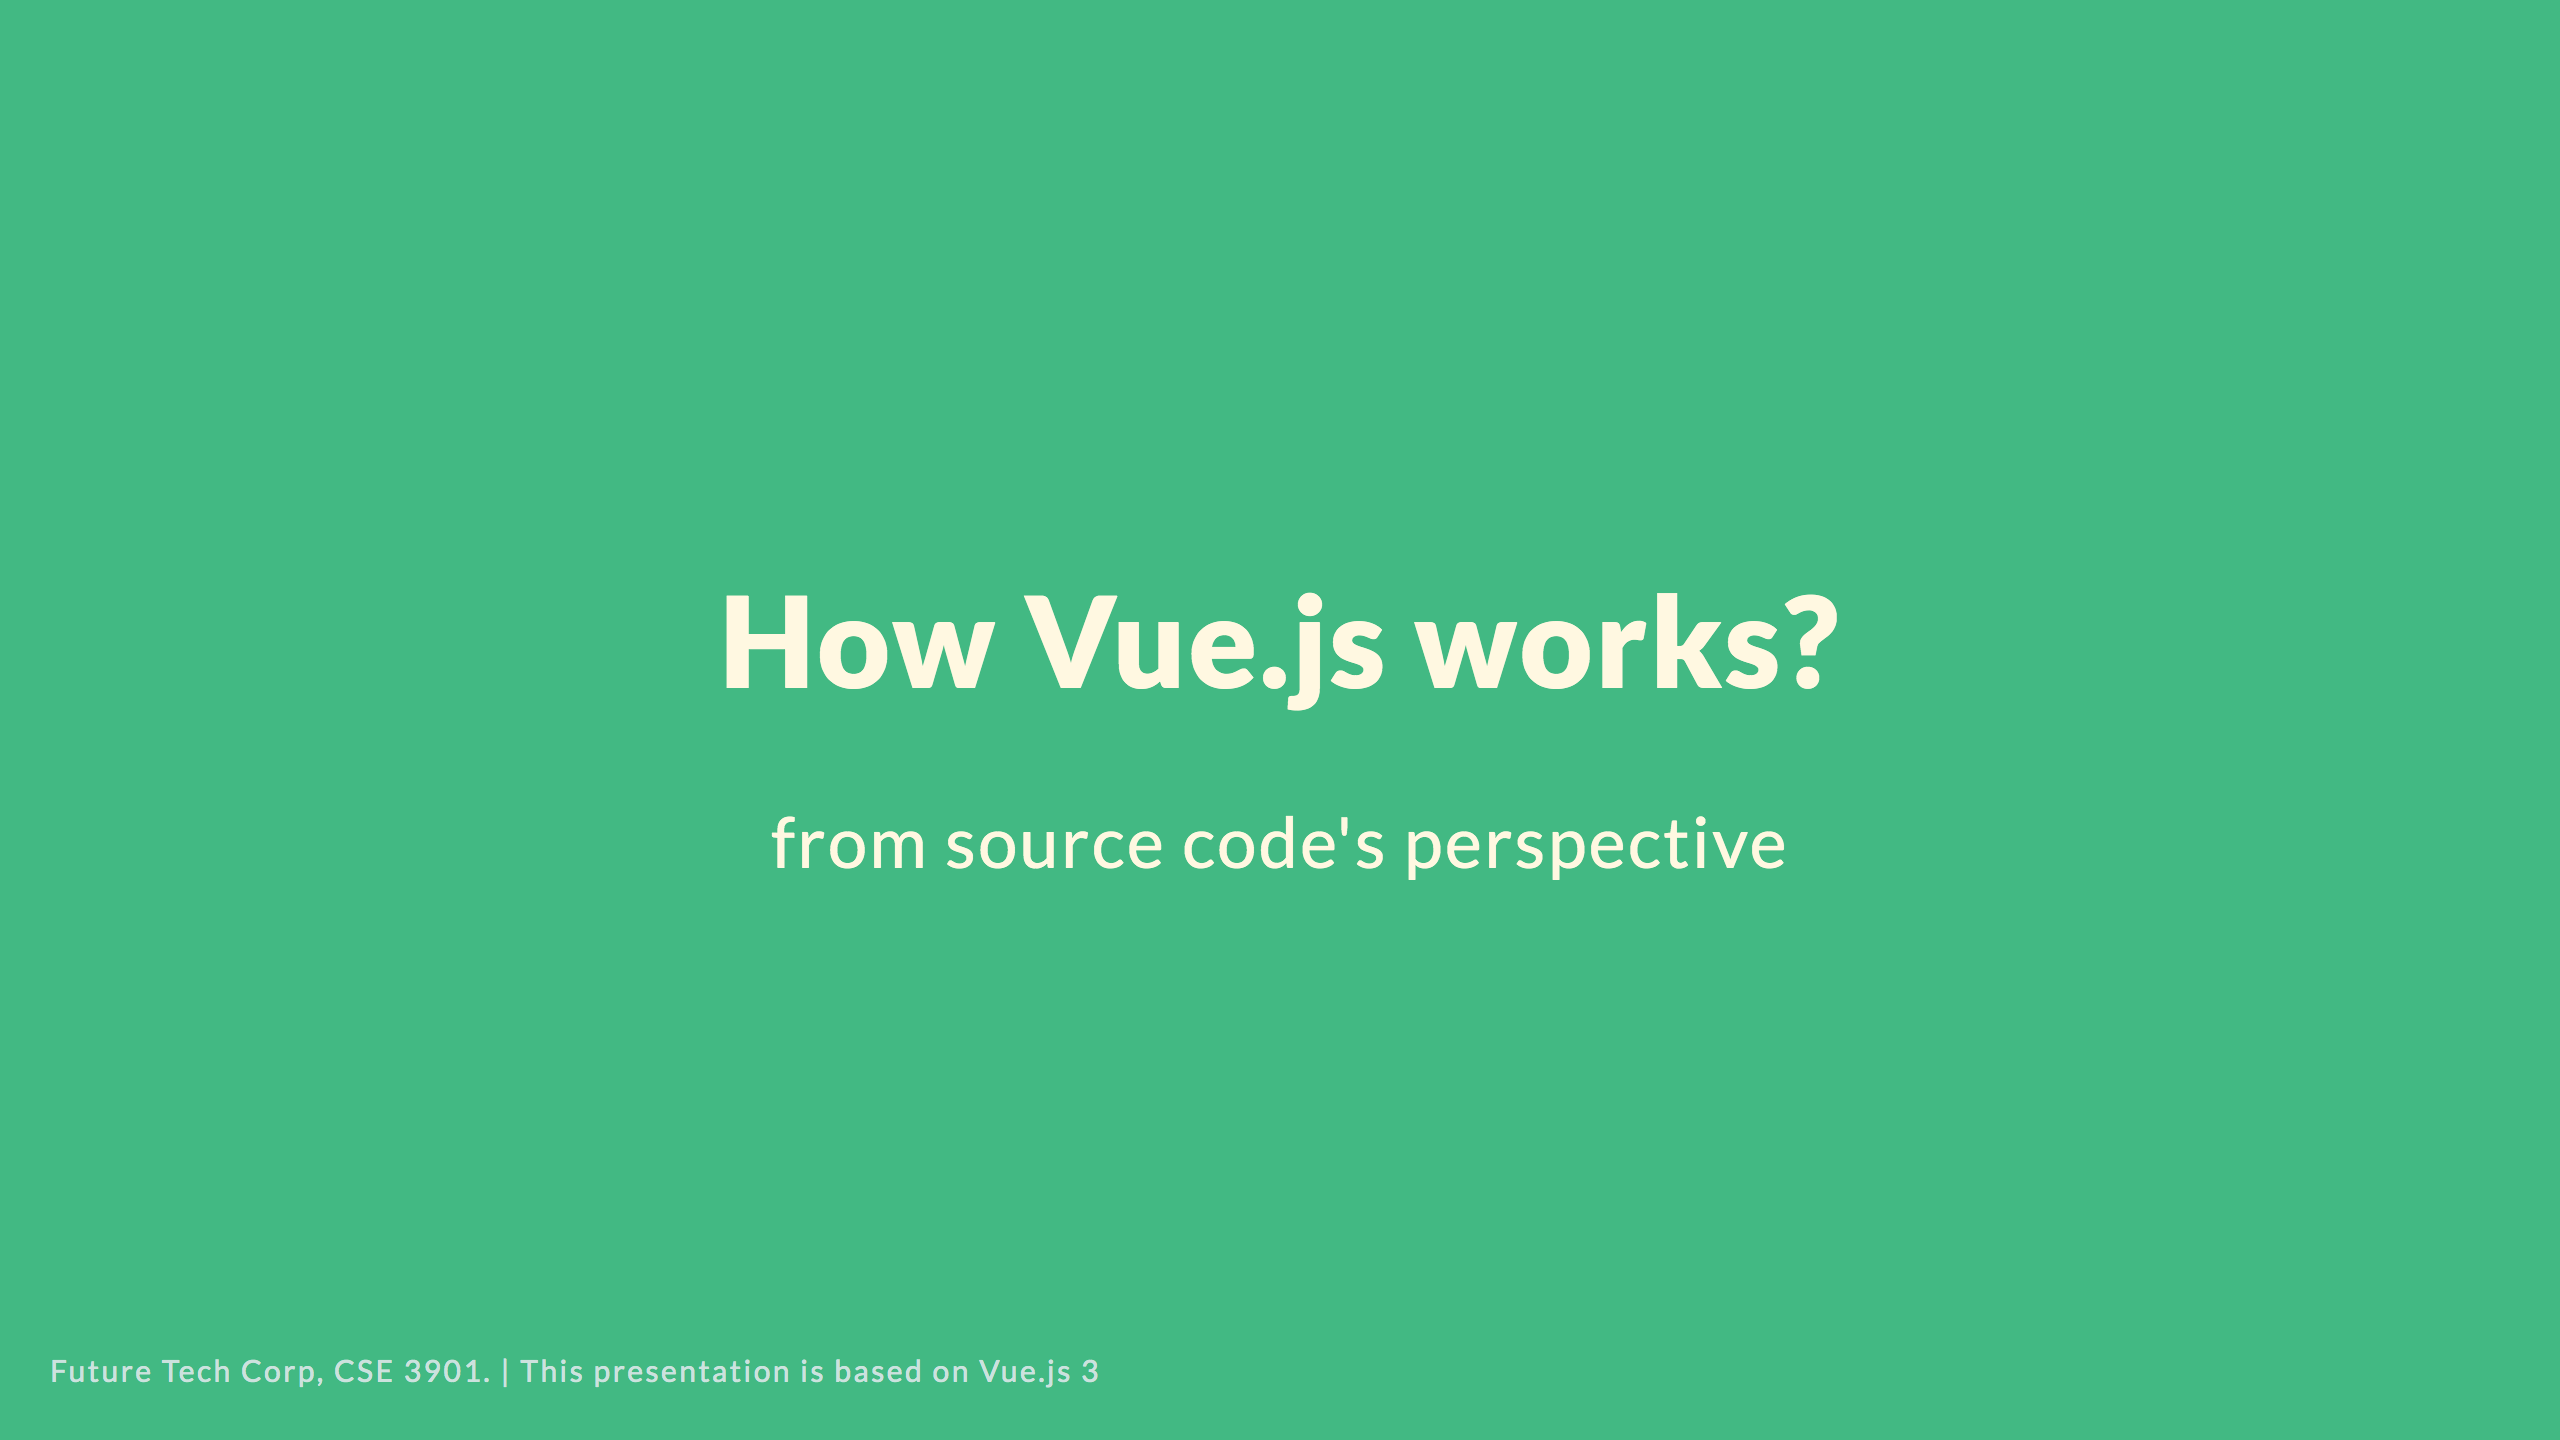 How Vue.js works?
from source code's perspective
Future Tech Corp, CSE 3901. | This presentation is based on Vue.js 3